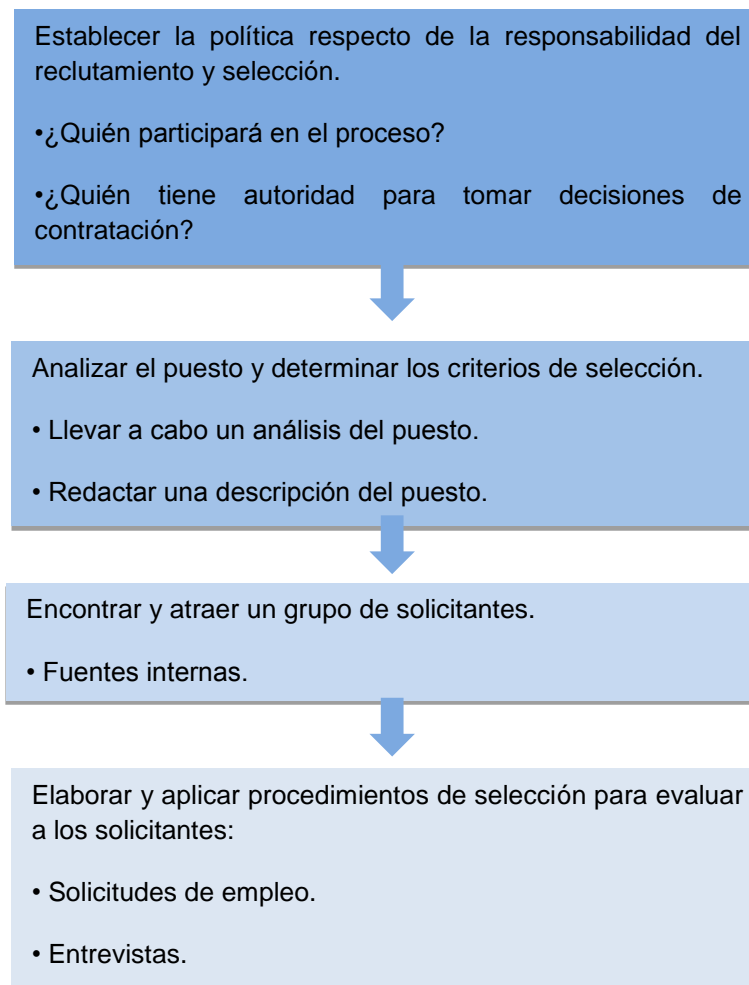 Establecer la política respecto de la responsabilidad del
reclutamiento y selección.
•¿Quién participará en el proceso?
•¿Quién tiene autoridad para tomar decisiones de
contratación?
Analizar el puesto y determinar los criterios de selección.
• Llevar a cabo un análisis del puesto.
• Redactar una descripción del puesto.
Encontrar y atraer un grupo de solicitantes.
• Fuentes internas.
Elaborar y aplicar procedimientos de selección para evaluar
a los solicitantes:
• Solicitudes de empleo.
• Entrevistas.